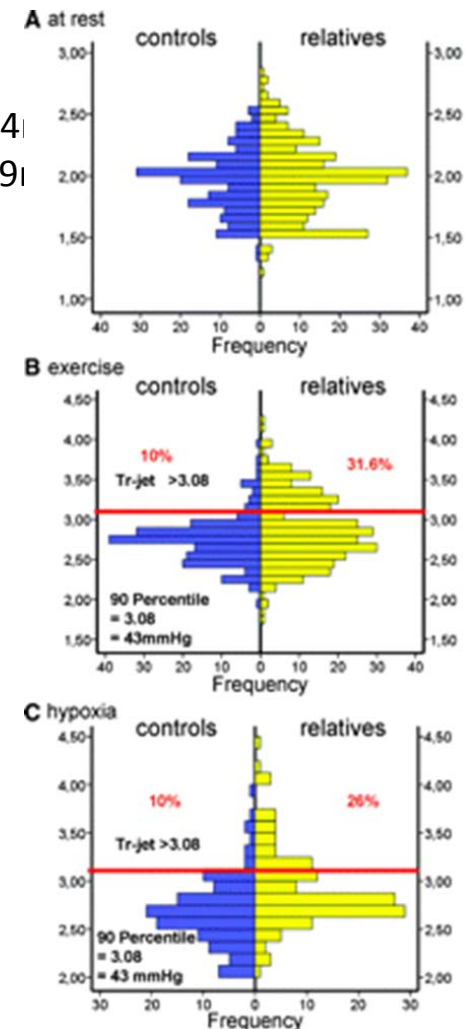 A at rest
controls relatives
3,00 3,00
2,50 2,50
4
2,00 2,00
9
1,50 1,50
1,00 1,00
40 30 20 10 0 10 20 30 40
Frequency
B exercise
controls relatives
4,50 4,50
4,00 4,00
10% 31.6%
3,50 3,50
Tr-jet >3.08
3,00 3,00
2,50 2,50
90 Percentile
2,00 2,00
= 3.08
= 43mmHg
1,50 1,50
40 30 20 10 0 10 20 30 40
Frequency
C hypoxia
controls relatives
4,50 4,50
4,00 4,00
10% 26%
3,50 3,50
Tr-jet >3.08
3,00 3,00
2,50 2,50
90 Percentile
= 3.08
= 43 mmHg
2,00 2,00
30 20 10 0 10 20 30
Frequency